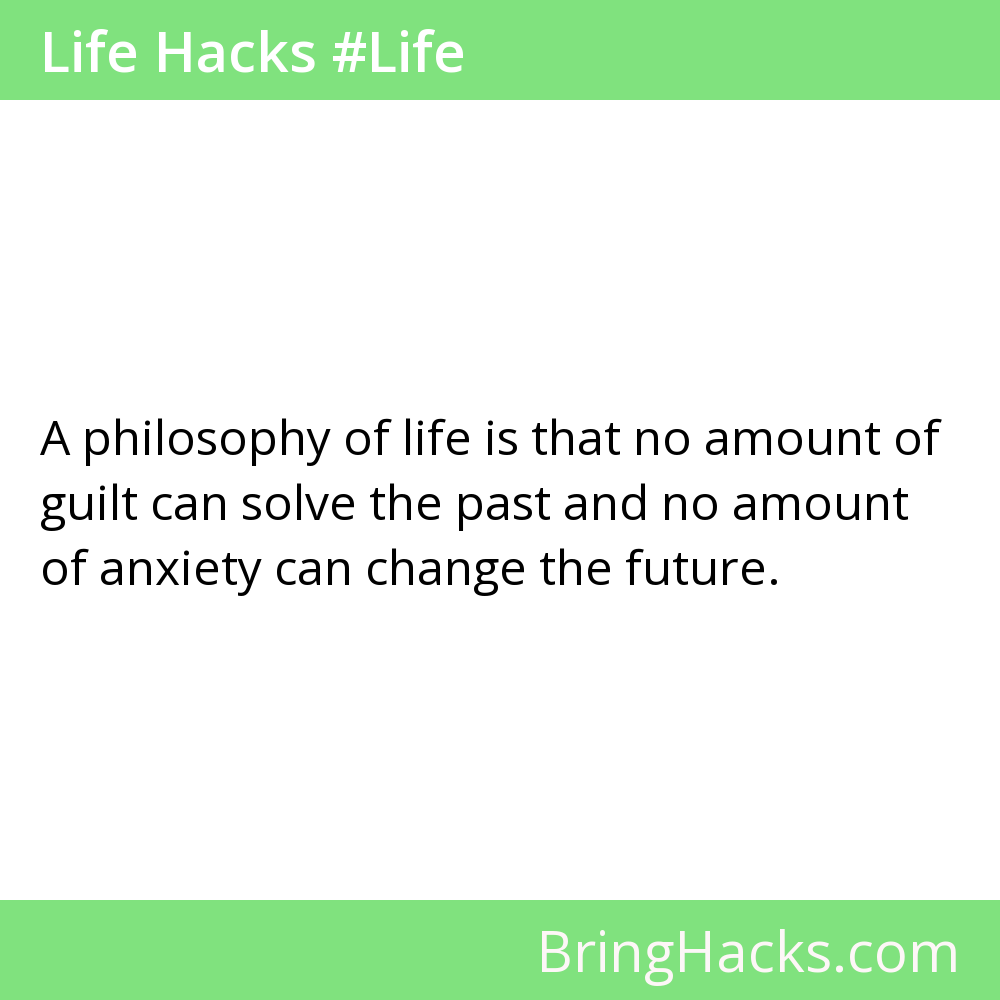 Life Hacks #Life
A philosophy of life is that no amount of
guilt can solve the past and no amount
of anxiety can change the future.
BringHacks.com